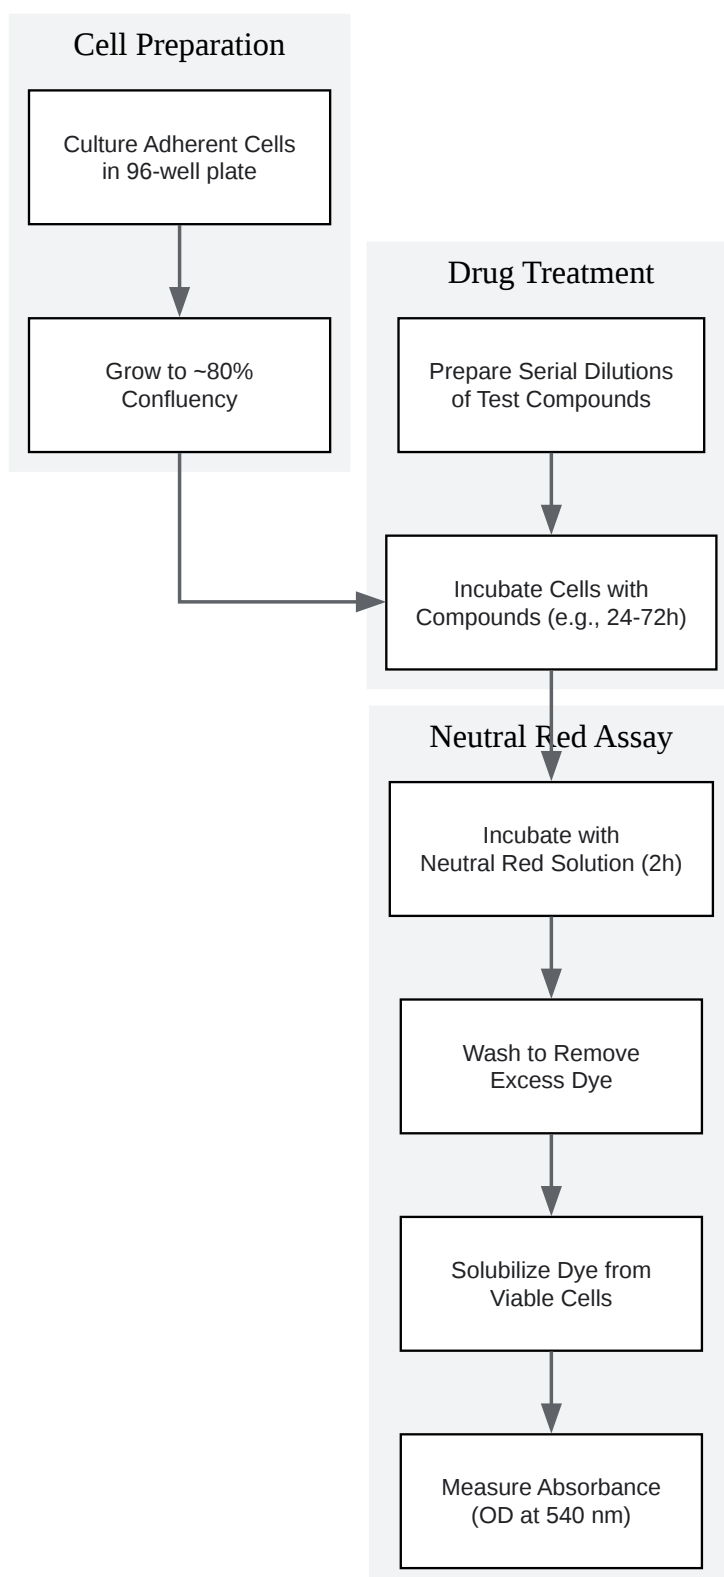 Cell Preparation
Culture Adherent Cells
in 96-well plate
Grow to ~80%
Confluency
Drug Treatment
Prepare Serial Dilutions
of Test Compounds
Incubate Cells with
Compounds (e.g., 24-72h)
Neutral Red Assay
Incubate with
Neutral Red Solution (2h)
Wash to Remove
Excess Dye
Solubilize Dye from
Viable Cells
Measure Absorbance
(OD at 540 nm)